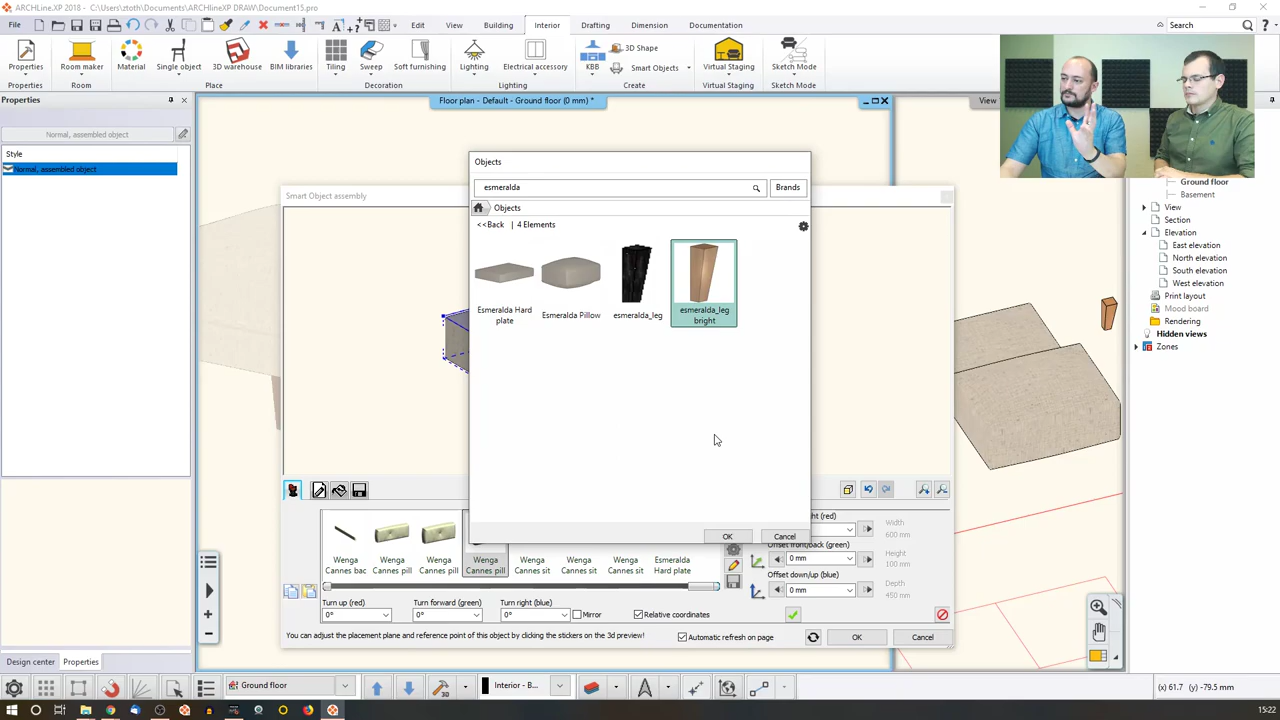 ARCHline.XP 2018 - C:\Users\ztoth\Documents\ARCHlineXP DRAW\Document15.pro
File Edit View Building Interior Drafting Dimension Documentation Search
Properties Room maker Material Single object 3D warehouse BIM libraries Tiling Sweep Soft furnishing Lighting Electrical accessory KBB 3D Shape Smart Objects Virtual Staging Sketch Mode
Properties Room Place Decoration Lighting Create Virtual Staging Sketch Mode
Properties
Floor plan - Default - Ground floor (0 mm) *
View
Normal, assembled object
Style
Normal, assembled object
Smart Object assembly
Objects
esmeralda
Brands
Objects
<<Back | 4 Elements
Esmeralda Hard plate
Esmeralda Pillow
esmeralda_leg
esmeralda_leg bright
OK Cancel
Ground floor
Basement
View
Section
Elevation
East elevation
North elevation
South elevation
West elevation
Print layout
Mood board
Rendering
Hidden views
Zones
Wenga Cannes bac
Wenga Cannes pill
Wenga Cannes pill
Wenga Cannes pill
Wenga Cannes sit
Wenga Cannes sit
Wenga Cannes sit
Esmeralda Hard plate
(red)
Offset front/back (green)
0 mm
Offset down/up (blue)
0 mm
Width
600 mm
Height
100 mm
Depth
450 mm
Turn up (red) Turn forward (green) Turn right (blue)
0° 0° 0° Mirror Relative coordinates
You can adjust the placement plane and reference point of this object by clicking the stickers on the 3d preview!
Automatic refresh on page
OK Cancel
Design center Properties
Ground floor
Interior - B...
(x) 61.7 (y) -79.5 mm
15:22